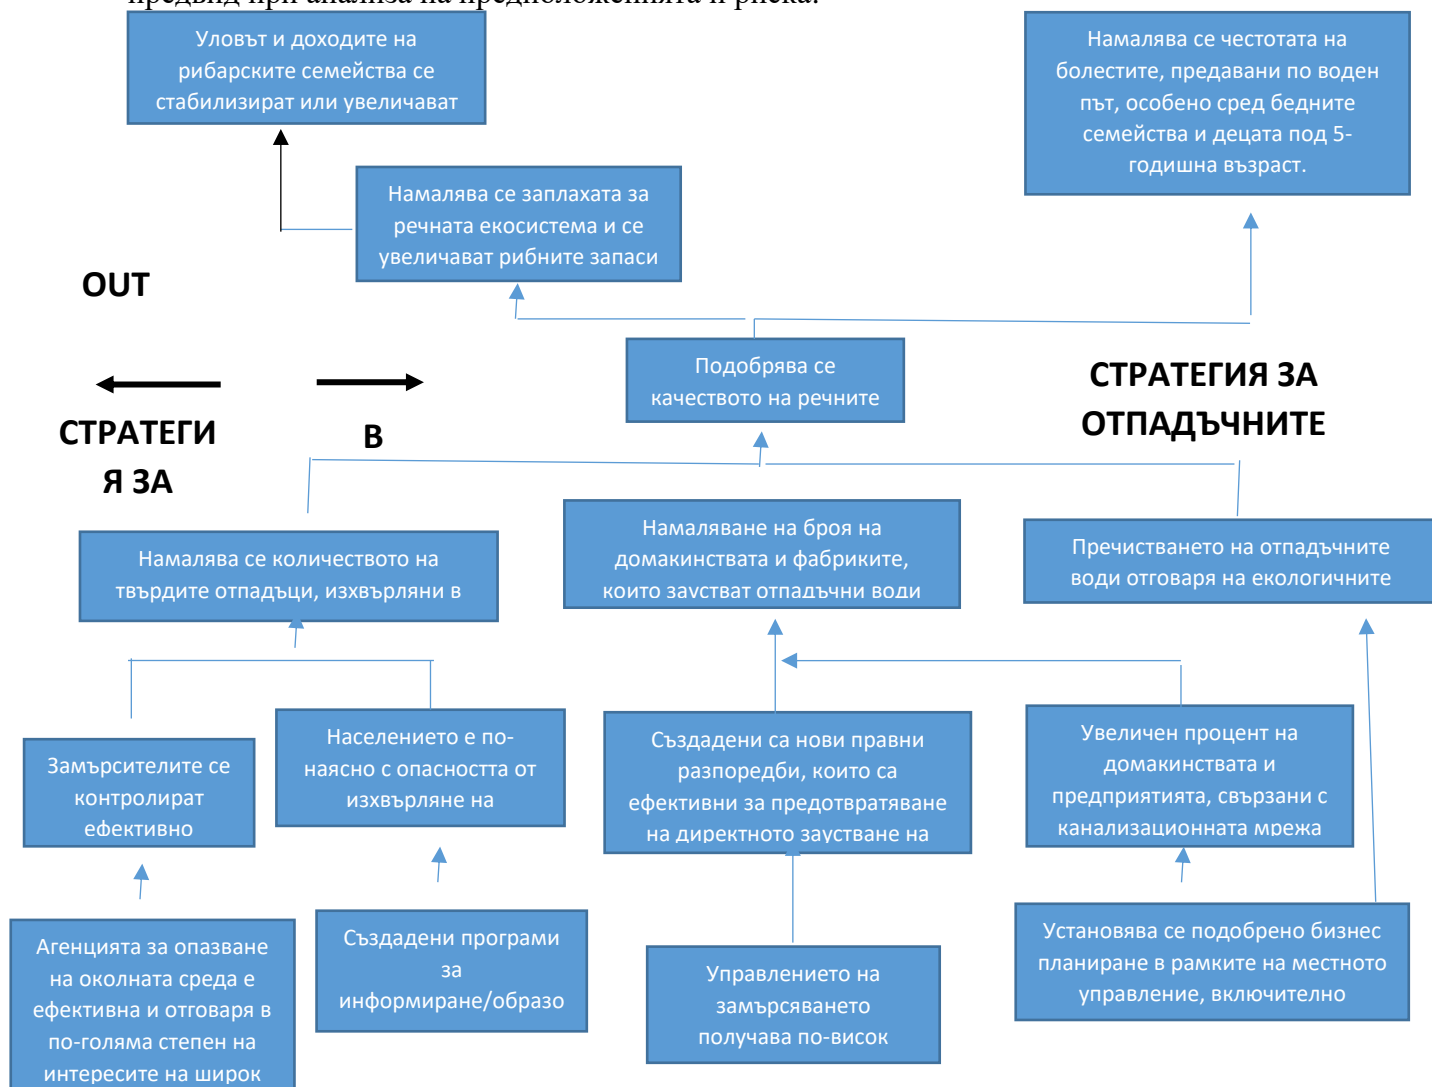 предвид при анализа на предположенията и риска.
Уловът и доходите на
рибарските семейства се
стабилизират или увеличават
Намалява се честотата на
болестите, предавани по воден
път, особено сред бедните
семейства и децата под 5-
годишна възраст.
Намалява се заплахата за
речната екосистема и се
увеличават рибните запаси
OUT
Подобрява се
качеството на речните
СТРАТЕГИЯ ЗА
ОТПАДЪЧНИТЕ
СТРАТЕГИ
Я ЗА
В
Намалява се количеството на
твърдите отпадъци, изхвърляни в
Намаляване на броя на
домакинствата и фабриките,
които заустват отпадъчни води
Пречистването на отпадъчните
води отговаря на екологичните
Замърсителите се
контролират
ефективно
Населението е по-
наясно с опасността от
изхвърляне на
Създадени са нови правни
разпоредби, които са
ефективни за предотвратяване
на директното заустване на
Увеличен процент на
домакинствата и
предприятията, свързани с
канализационната мрежа
Агенцията за опазване
на околната среда е
ефективна и отговаря в
по-голяма степен на
интересите на широк
Създадени програми
за
информиране/образо
Управлението на
замърсяването
получава по-висок
Установява се подобрено бизнес
планиране в рамките на местното
управление, включително